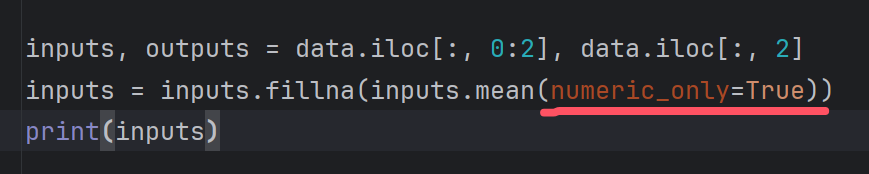 inputs, outputs = data.iloc[:, 0:2], data.iloc[:, 2]
inputs = inputs.fillna(inputs.mean(numeric_only=True))
print(inputs)